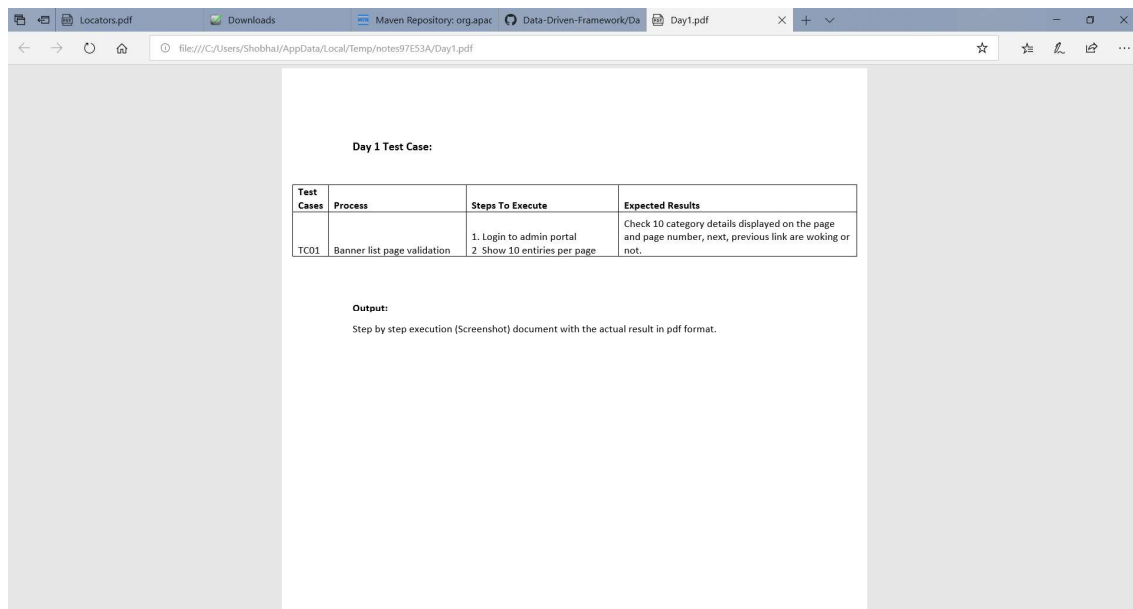 Locators.pdf
Downloads
Maven Repository: org.apac
Data-Driven-Framework/Da
Day1.pdf
file:///C:/Users/ShobhaJ/AppData/Local/Temp/notes97E53A/Day1.pdf
Day 1 Test Case:
Test
Cases Process Steps To Execute Expected Results
Check 10 category details displayed on the page
1. Login to admin portal and page number, next, previous link are woking or
TC01 Banner list page validation 2 Show 10 entiries per page not.
Output:
Step by step execution (Screenshot) document with the actual result in pdf format.